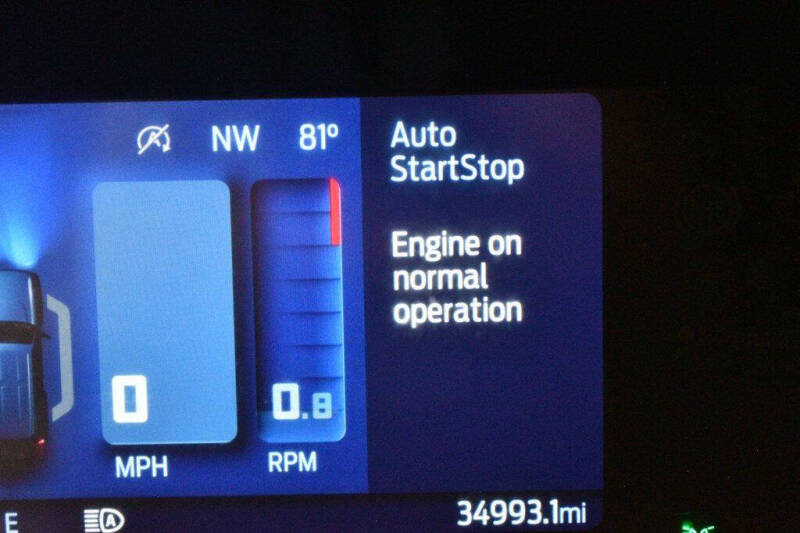 NW 81°
Auto
StartStop
Engine on
normal
operation
0
0.8
MPH
RPM
E
A
34993.1mi